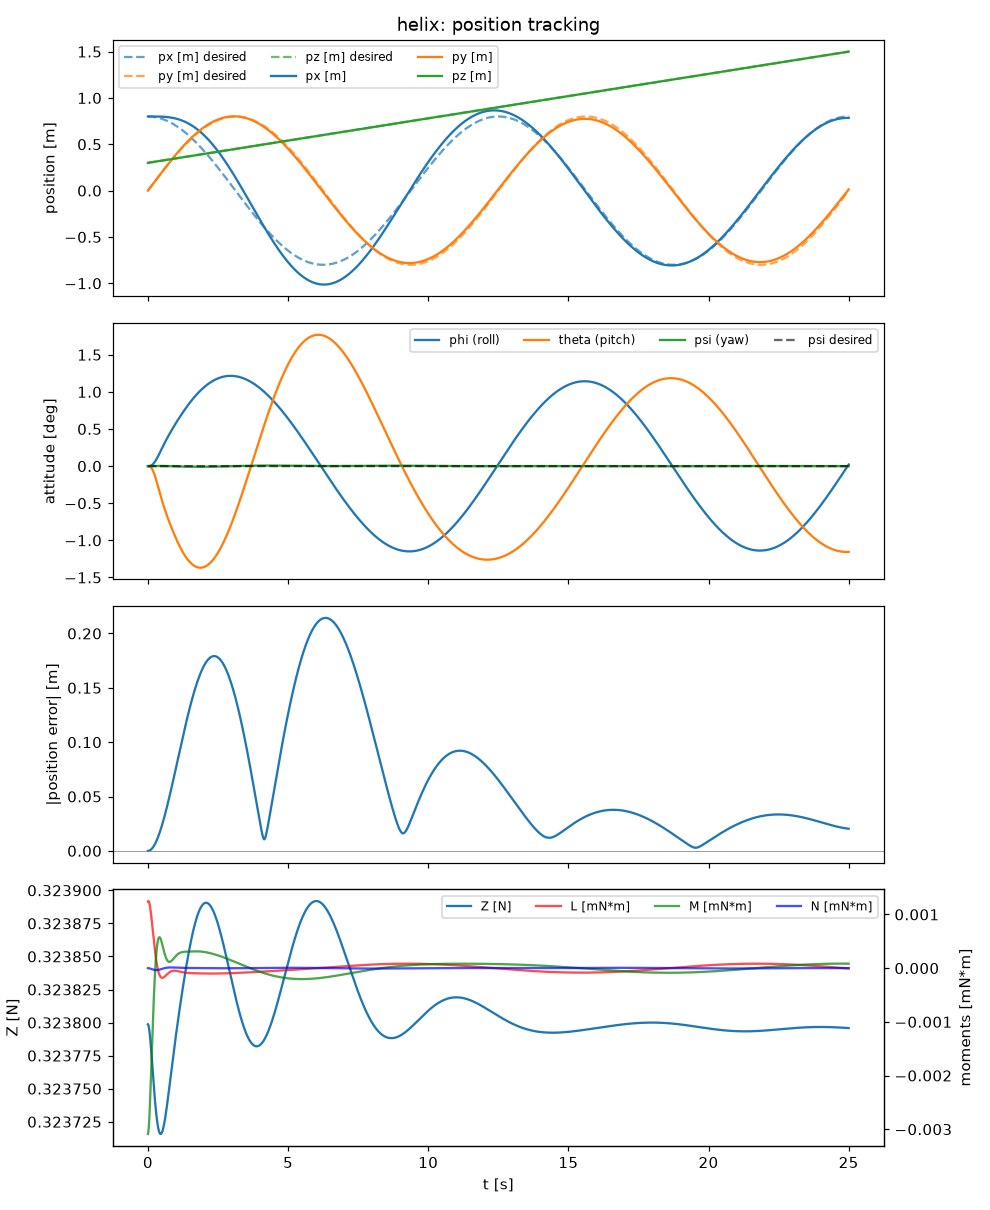 helix: position tracking
px [m] desired pz [m] desired py [m]
py [m] desired px [m] pz [m]
1.5
1.0
0.5
0.0
−0.5
−1.0
position [m]
phi (roll) theta (pitch) psi (yaw) psi desired
1.5
1.0
0.5
0.0
−0.5
−1.0
−1.5
attitude [deg]
0.20
0.15
0.10
0.05
0.00
|position error| [m]
Z [N] L [mN*m] M [mN*m] N [mN*m]
0.323900
0.323875
0.323850
0.323825
0.323800
0.323775
0.323750
0.323725
Z [N]
0.001
0.000
−0.001
−0.002
−0.003
moments [mN*m]
0 5 10 15 20 25
t [s]